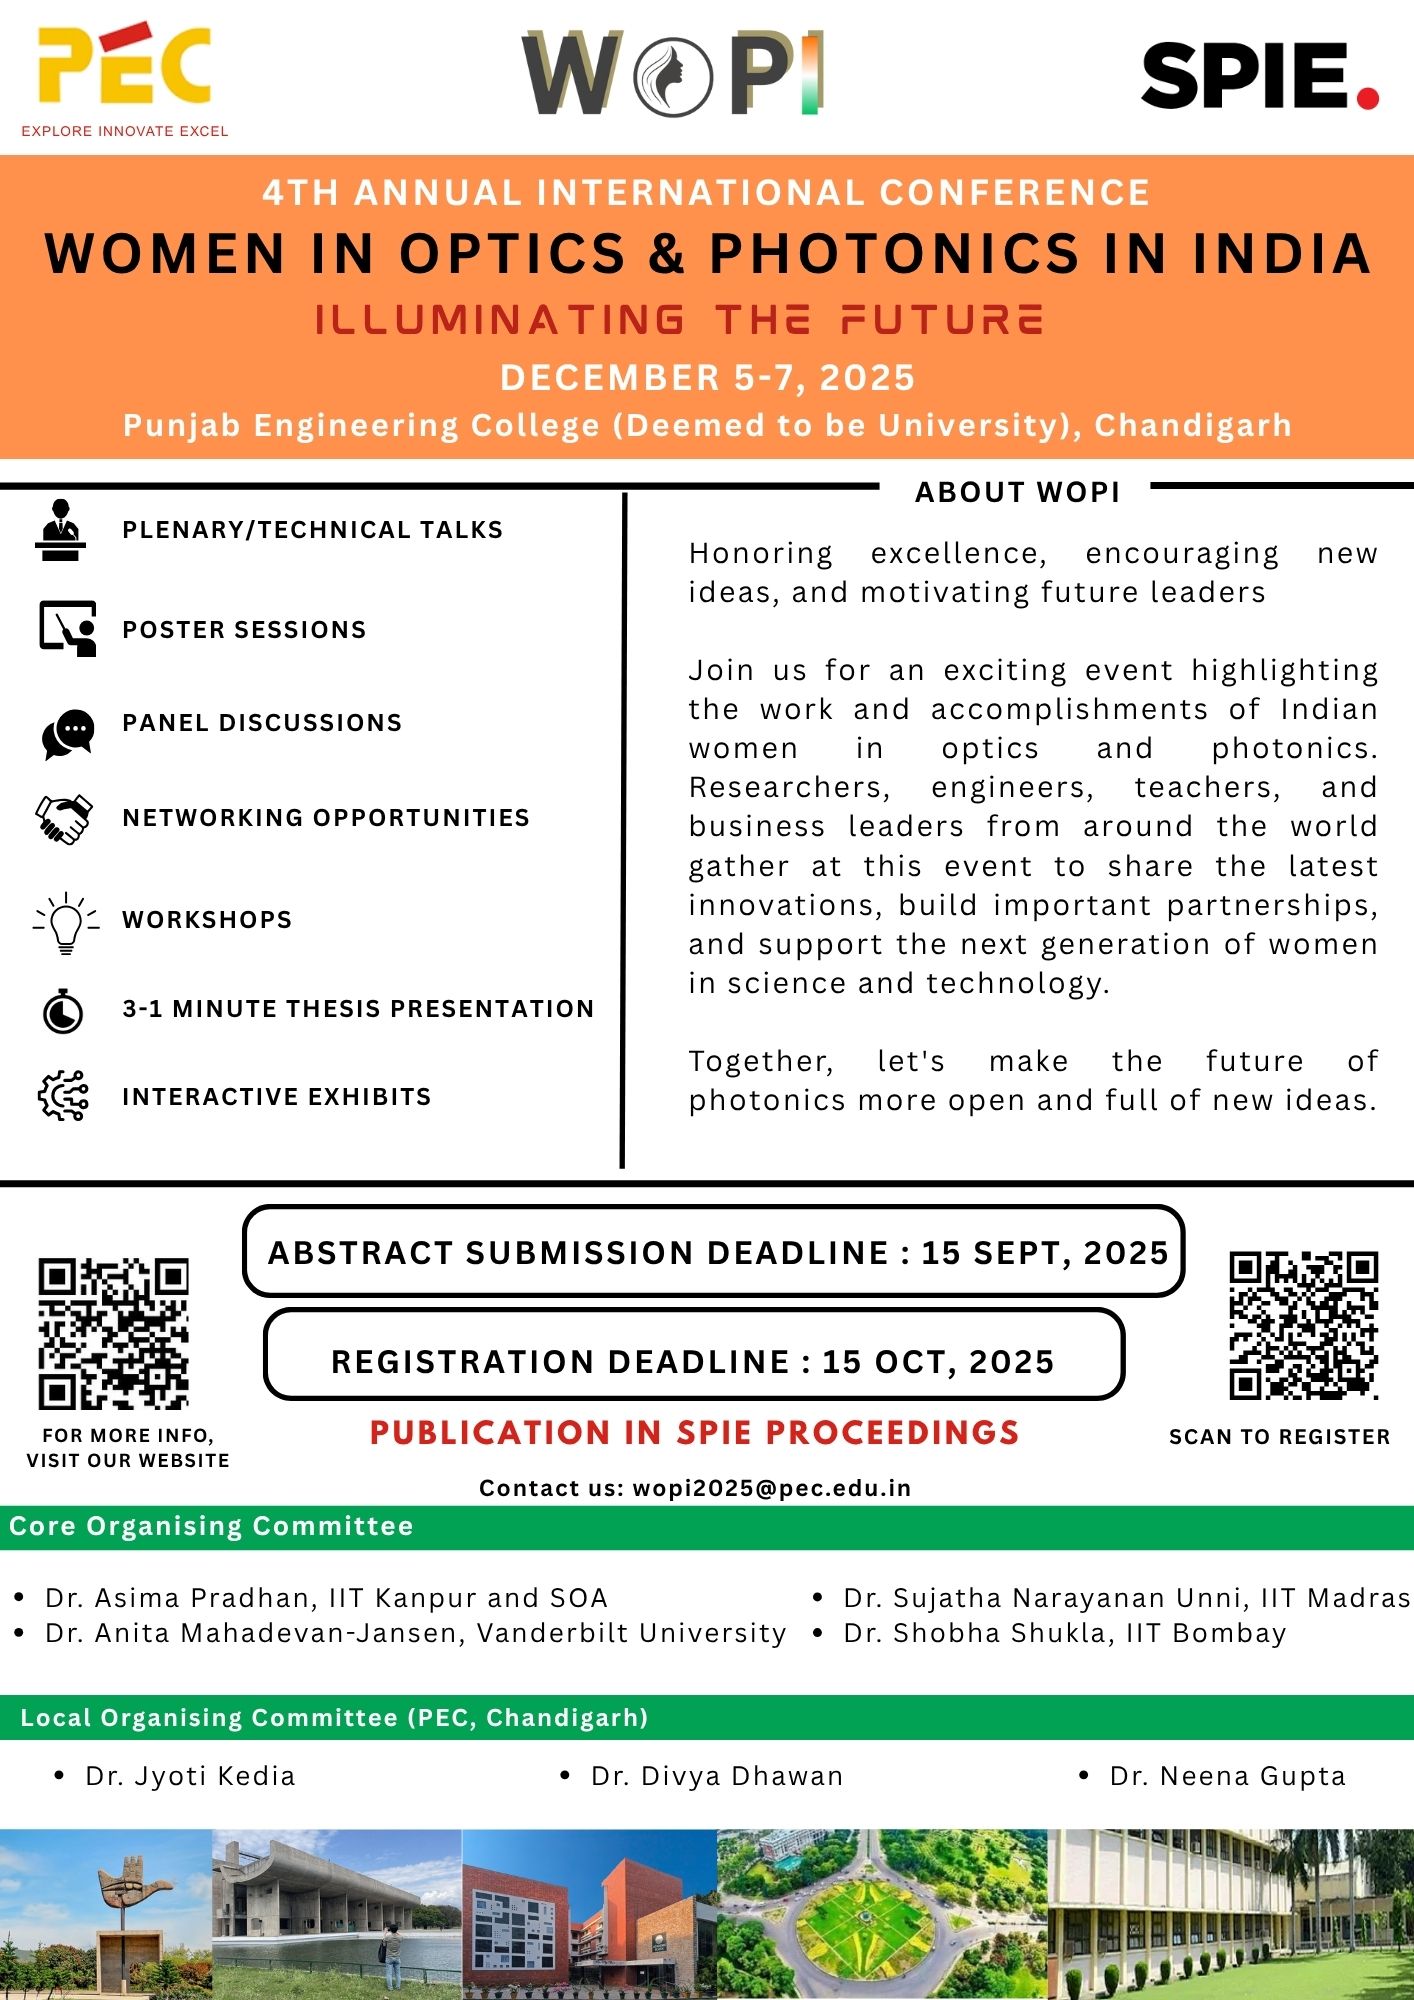 PEC
EXPLORE INNOVATE EXCEL
WOPI
SPIE.
4TH ANNUAL INTERNATIONAL CONFERENCE
WOMEN IN OPTICS & PHOTONICS IN INDIA
ILLUMINATING THE FUTURE
DECEMBER 5-7, 2025
Punjab Engineering College (Deemed to be University), Chandigarh
PLENARY/TECHNICAL TALKS
POSTER SESSIONS
PANEL DISCUSSIONS
NETWORKING OPPORTUNITIES
WORKSHOPS
3-1 MINUTE THESIS PRESENTATION
INTERACTIVE EXHIBITS
ABOUT WOPI
Honoring excellence, encouraging new
ideas, and motivating future leaders
Join us for an exciting event highlighting
the work and accomplishments of Indian
women in optics and photonics.
Researchers, engineers, teachers, and
business leaders from around the world
gather at this event to share the latest
innovations, build important partnerships,
and support the next generation of women
in science and technology.
Together, let's make the future of
photonics more open and full of new ideas.
ABSTRACT SUBMISSION DEADLINE : 15 SEPT, 2025
REGISTRATION DEADLINE : 15 OCT, 2025
PUBLICATION IN SPIE PROCEEDINGS
Contact us: wopi2025@pec.edu.in
FOR MORE INFO,
VISIT OUR WEBSITE
SCAN TO REGISTER
Core Organising Committee
• Dr. Asima Pradhan, IIT Kanpur and SOA
• Dr. Anita Mahadevan-Jansen, Vanderbilt University
• Dr. Sujatha Narayanan Unni, IIT Madras
• Dr. Shobha Shukla, IIT Bombay
Local Organising Committee (PEC, Chandigarh)
• Dr. Jyoti Kedia
• Dr. Divya Dhawan
• Dr. Neena Gupta